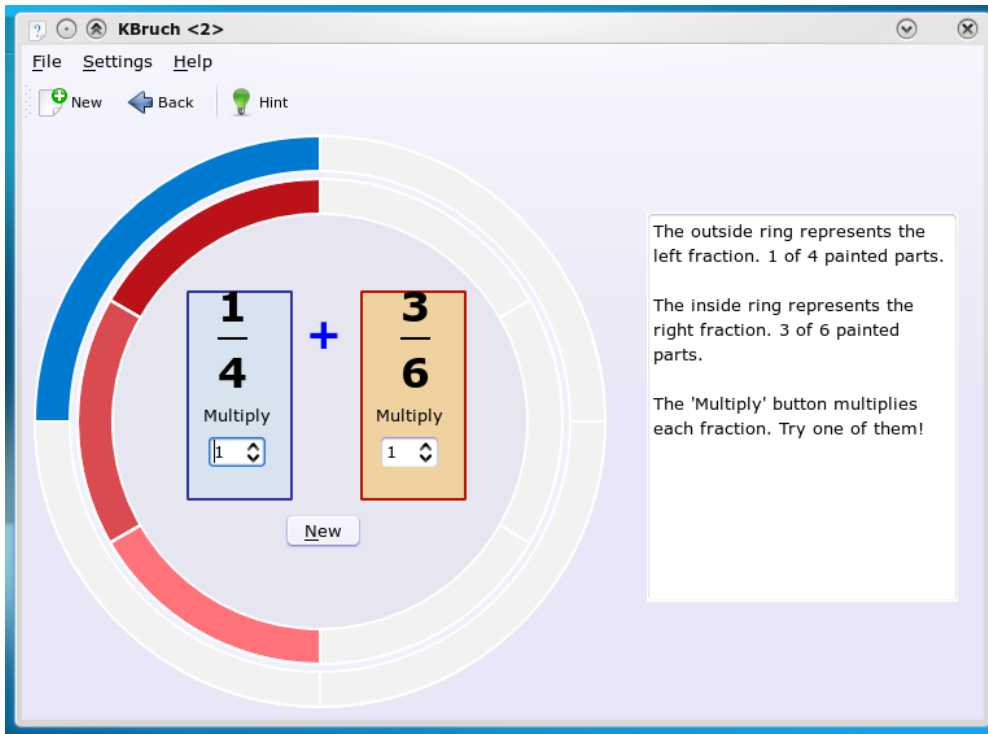 KBruch <2>
File Settings Help
New Back Hint
The outside ring represents the
left fraction. 1 of 4 painted parts.
The inside ring represents the
right fraction. 3 of 6 painted
parts.
The 'Multiply' button multiplies
each fraction. Try one of them!
1
4
Multiply
1
+
3
6
Multiply
1
New